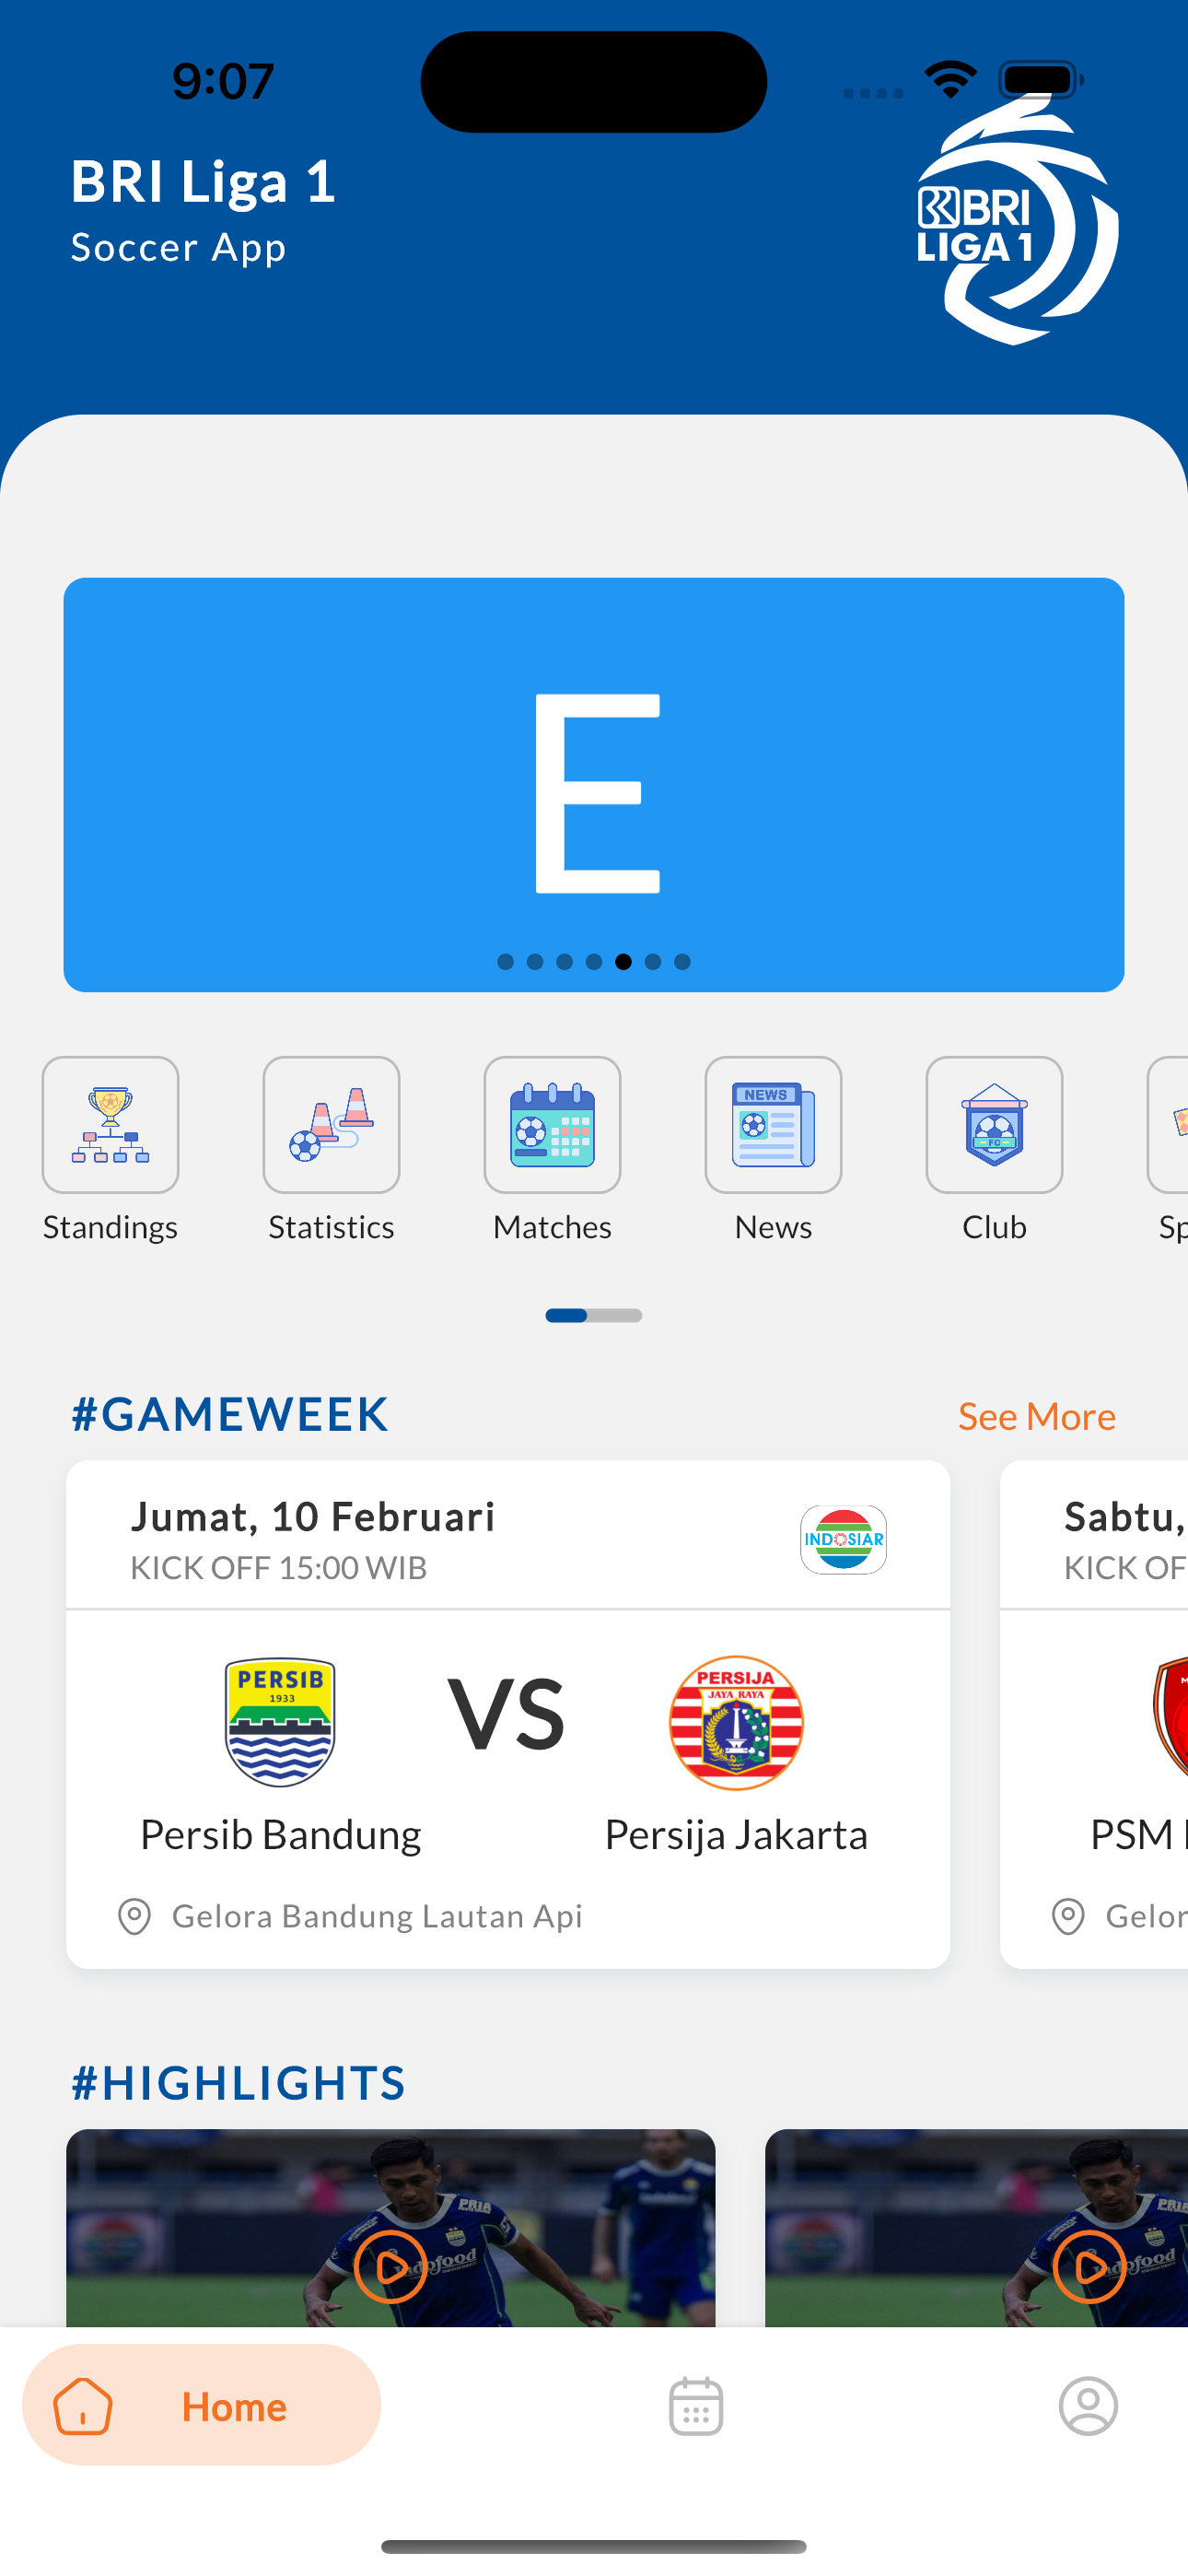 9:07
BRI Liga 1
Soccer App
BRI
LIGA 1
E
NEWS
FC
Standings
Statistics
Matches
News
Club
Sp
#GAMEWEEK
See More
Jumat, 10 Februari
KICK OFF 15:00 WIB
INDOSIAR
Sabtu,
KICK OF
PERSIB
1933
VS
PERSIJA
JAYA RAYA
Persib Bandung
Persija Jakarta
PSM
Gelora Bandung Lautan Api
Gelor
#HIGHLIGHTS
Home